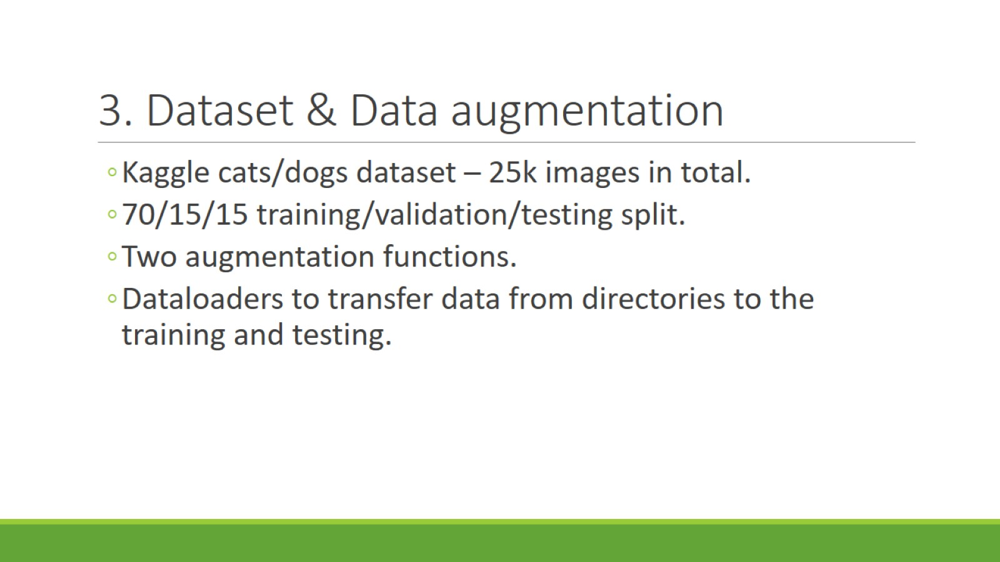 3. Dataset & Data augmentation
◦Kaggle cats/dogs dataset – 25k images in total.
◦70/15/15 training/validation/testing split.
◦Two augmentation functions.
◦Dataloaders to transfer data from directories to the
training and testing.